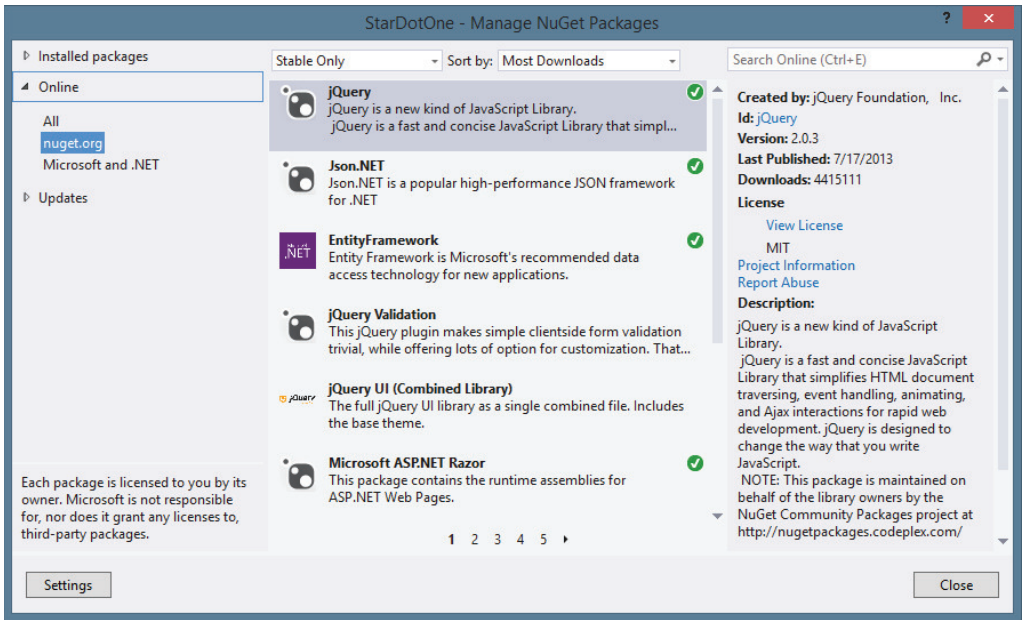 StarDotOne - Manage NuGet Packages
?
×
Installed packages
Online
All
nuget.org
Microsoft and .NET
Updates
Each package is licensed to you by its
owner. Microsoft is not responsible
for, nor does it grant any licenses to,
third-party packages.
Settings
Stable Only
Sort by: Most Downloads
jQuery
jQuery is a new kind of JavaScript Library.
jQuery is a fast and concise JavaScript Library that simpl...
Json.NET
Json.NET is a popular high-performance JSON framework
for .NET
.NET
EntityFramework
Entity Framework is Microsoft's recommended data
access technology for new applications.
jQuery Validation
This jQuery plugin makes simple clientside form validation
trivial, while offering lots of option for customization. That...
jQuery
jQuery UI (Combined Library)
The full jQuery UI library as a single combined file. Includes
the base theme.
Microsoft ASP.NET Razor
This package contains the runtime assemblies for
ASP.NET Web Pages.
1 2 3 4 5
Search Online (Ctrl+E)
Created by: jQuery Foundation, Inc.
Id: jQuery
Version: 2.0.3
Last Published: 7/17/2013
Downloads: 4415111
License
View License
MIT
Project Information
Report Abuse
Description:
jQuery is a new kind of JavaScript
Library.
jQuery is a fast and concise JavaScript
Library that simplifies HTML document
traversing, event handling, animating,
and Ajax interactions for rapid web
development. jQuery is designed to
change the way that you write
JavaScript.
NOTE: This package is maintained on
behalf of the library owners by the
NuGet Community Packages project at
http://nugetpackages.codeplex.com/
Close